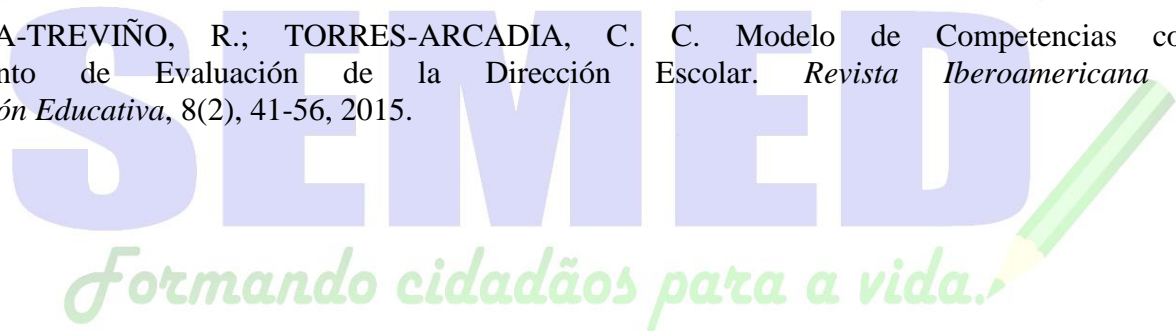 A-TREVIÑO, R.; TORRES-ARCADIA, C. C. Modelo de Competencias co
nto de Evaluación de la Dirección Escolar. Revista Iberoamericana
ón Educativa, 8(2), 41-56, 2015.
SEMED
Formando cidadãos para a vida.